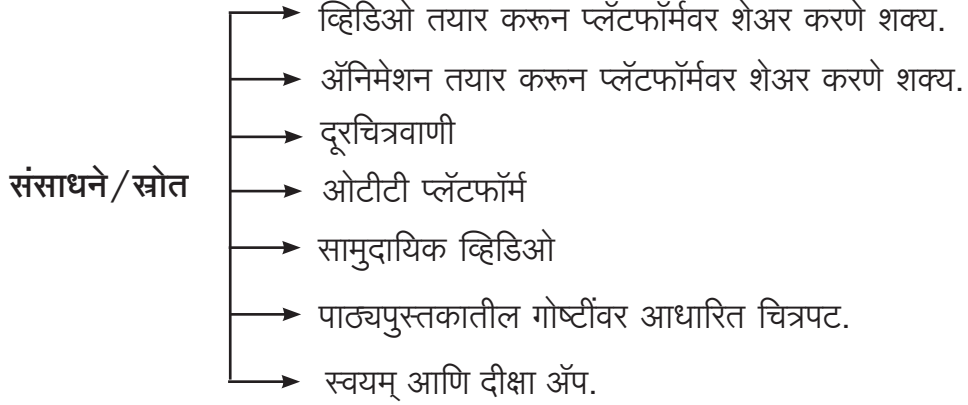 व्हिडिओ तयार करून प्लॅटफॉर्मवर शेअर करणे शक्य.
ॲनिमेशन तयार करून प्लॅटफॉर्मवर शेअर करणे शक्य.
दूरचित्रवाणी
संसाधने/स्रोत
ओटीटी प्लॅटफॉर्म
सामुदायिक व्हिडिओ
पाठ्यपुस्तकातील गोष्टींवर आधारित चित्रपट.
स्वयम् आणि दीक्षा ॲप.